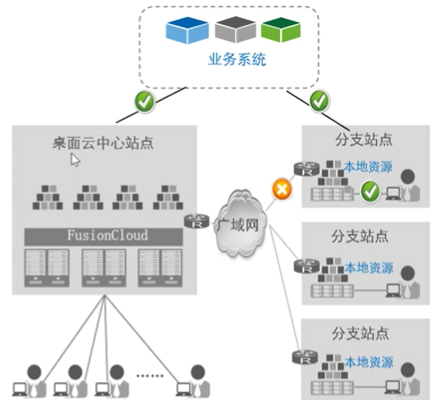 业务系统
桌面云中心站点
FusionCloud
广域网
分支站点
本地资源
分支站点
本地资源
分支站点
本地资源